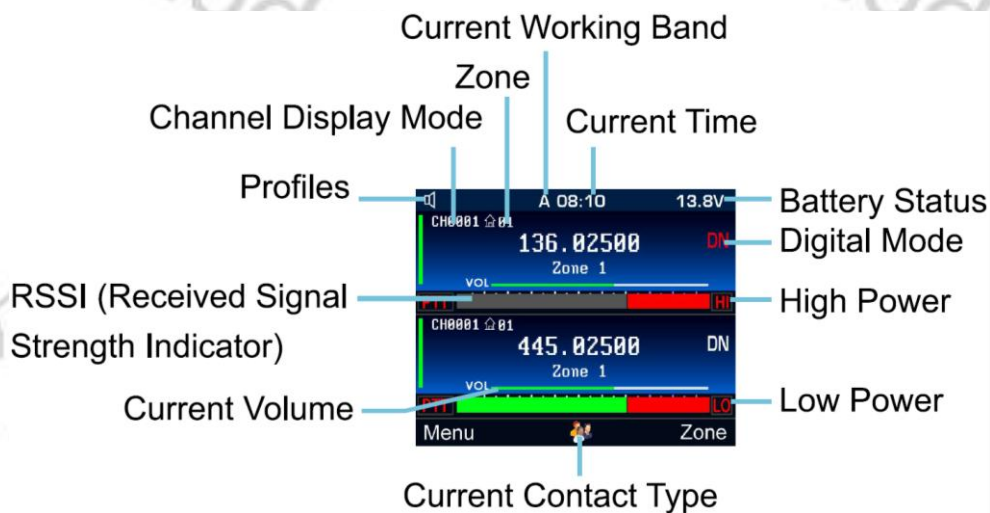 Current Working Band
Zone
Channel Display Mode
Current Time
Profiles
A 08:10 13.8V
Battery Status
CH0001 01
136.02500 DN
Digital Mode
Zone 1
VOL
RSSI (Received Signal
Strength Indicator)
PTT HI
High Power
CH0001 01
445.02500 DN
Zone 1
VOL
Current Volume
PTT LO
Low Power
Menu Zone
Current Contact Type